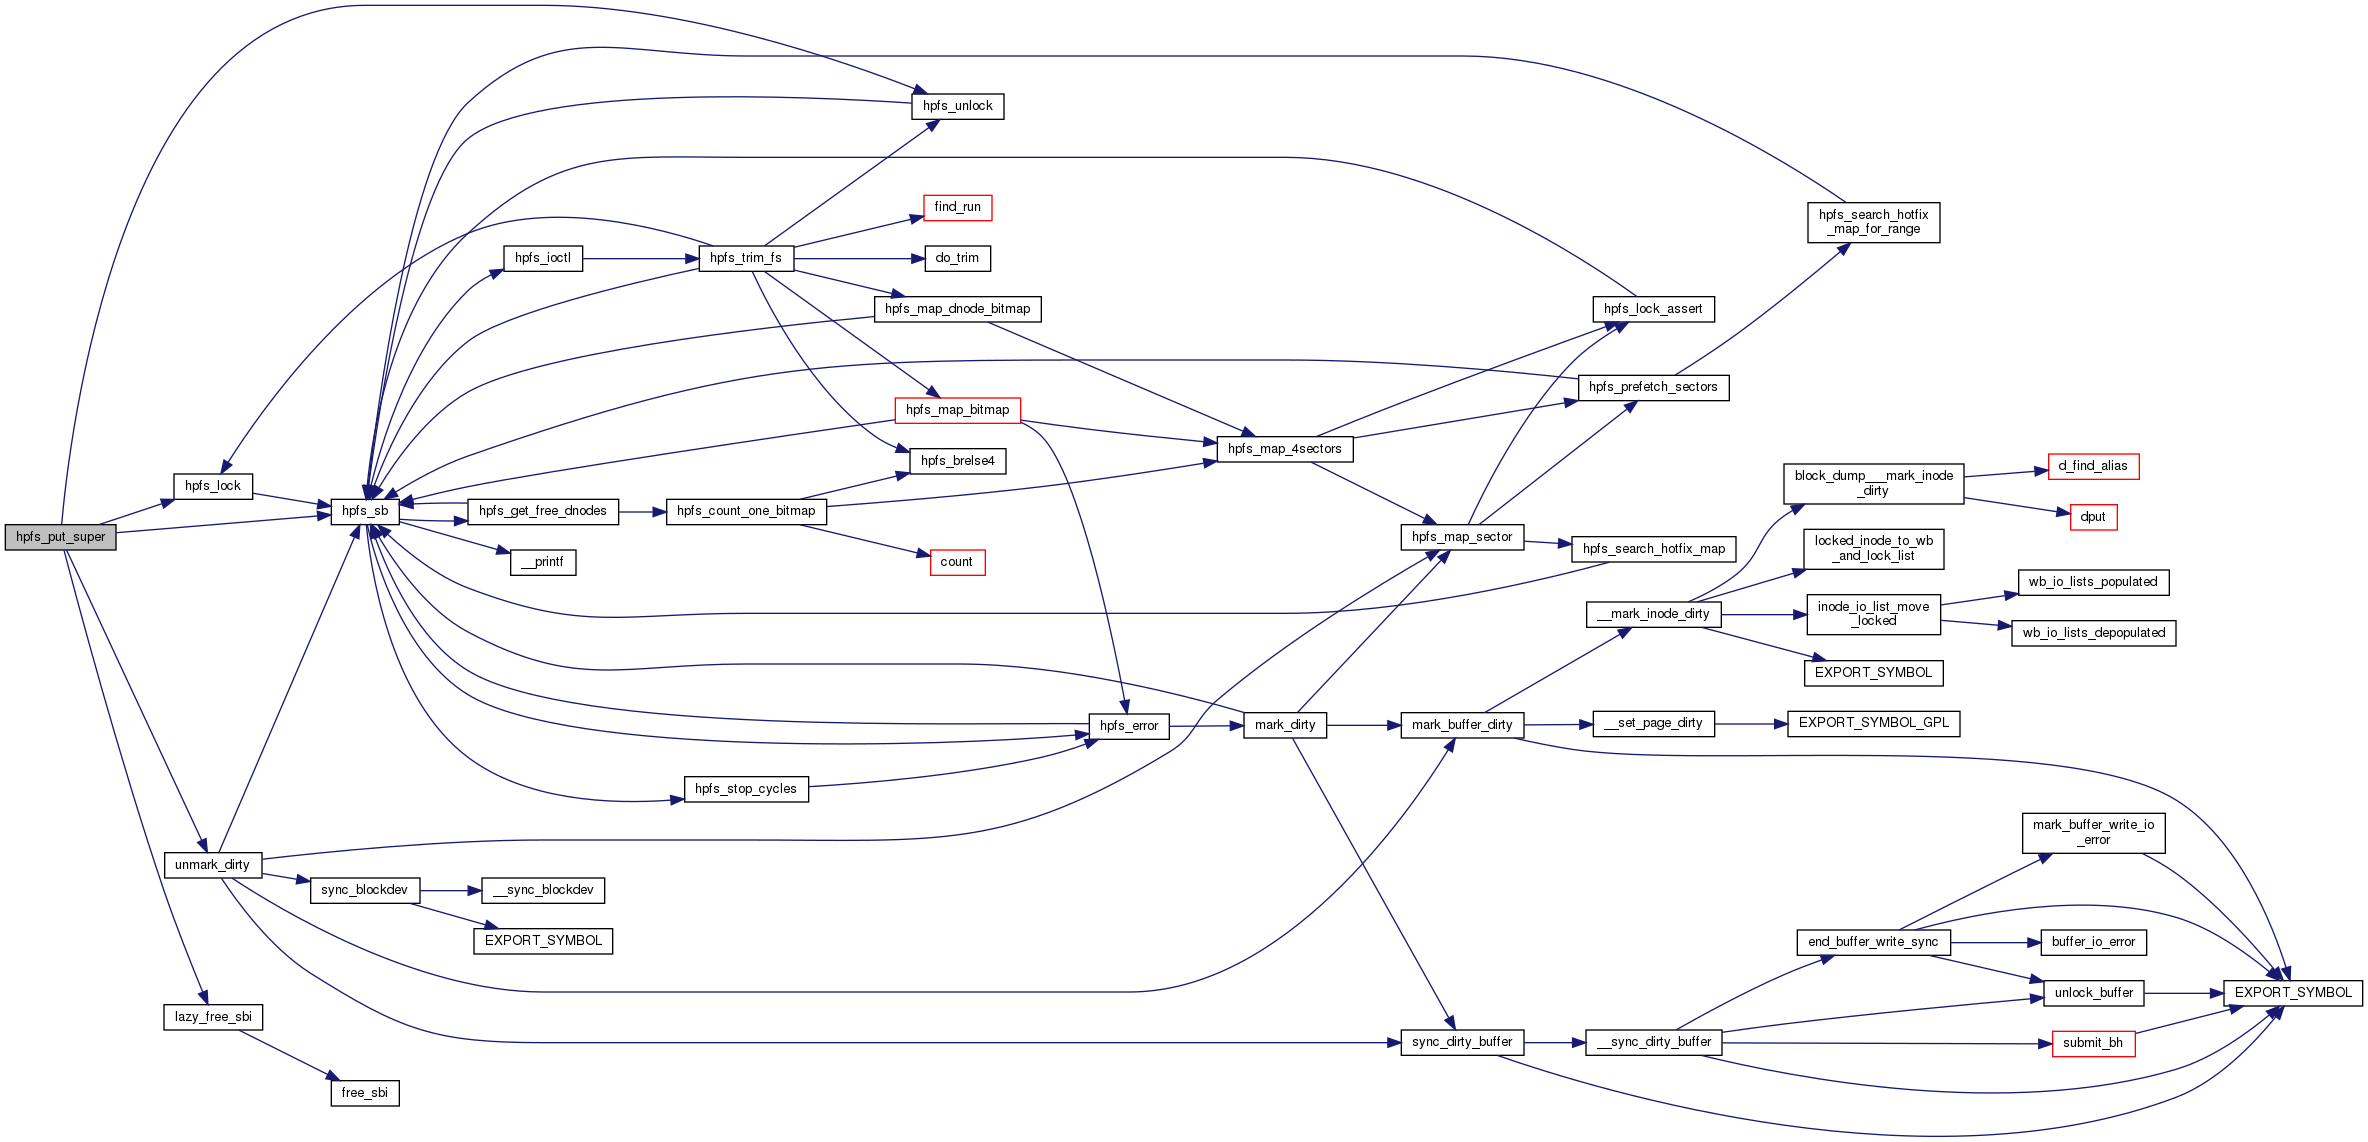 hpfs_unlock
find_run
hpfs_search_hotfix
_map_for_range
hpfs_ioctl
hpfs_trim_fs
do_trim
hpfs_map_dnode_bitmap
hpfs_lock_assert
hpfs_prefetch_sectors
hpfs_map_bitmap
hpfs_map_4sectors
hpfs_brelse4
d_find_alias
block_dump___mark_inode
_dirty
hpfs_lock
hpfs_sb
hpfs_get_free_dnodes
hpfs_count_one_bitmap
dput
hpfs_put_super
hpfs_map_sector
hpfs_search_hotfix_map
locked_inode_to_wb
_and_lock_list
__printf
count
wb_io_lists_populated
__mark_inode_dirty
inode_io_list_move
_locked
wb_io_lists_depopulated
EXPORT_SYMBOL
hpfs_error
mark_dirty
mark_buffer_dirty
__set_page_dirty
EXPORT_SYMBOL_GPL
hpfs_stop_cycles
mark_buffer_write_io
_error
unmark_dirty
sync_blockdev
__sync_blockdev
EXPORT_SYMBOL
end_buffer_write_sync
buffer_io_error
unlock_buffer
EXPORT_SYMBOL
lazy_free_sbi
sync_dirty_buffer
__sync_dirty_buffer
submit_bh
free_sbi